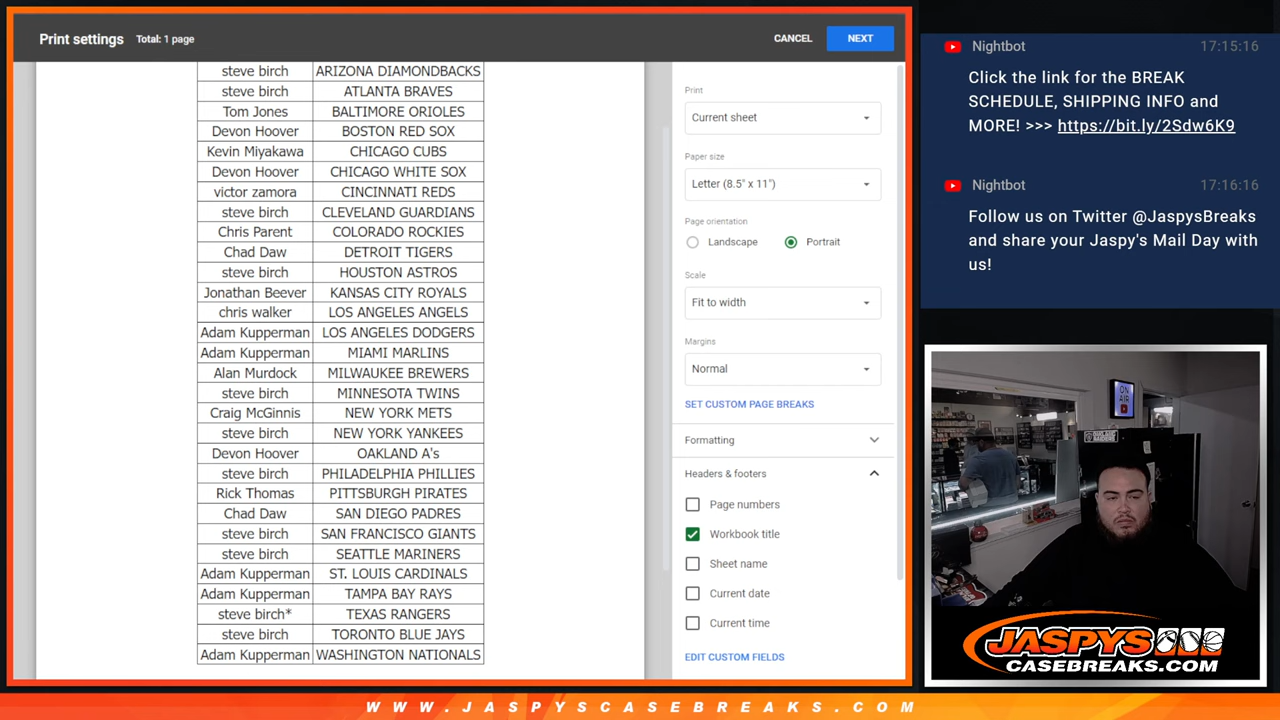 Print settings
Total: 1 page
CANCEL
NEXT
steve birch ARIZONA DIAMONDBACKS
steve birch ATLANTA BRAVES
Tom Jones BALTIMORE ORIOLES
Devon Hoover BOSTON RED SOX
Kevin Miyakawa CHICAGO CUBS
Devon Hoover CHICAGO WHITE SOX
victor zamora CINCINNATI REDS
steve birch CLEVELAND GUARDIANS
Chris Parent COLORADO ROCKIES
Chad Daw DETROIT TIGERS
steve birch HOUSTON ASTROS
Jonathan Beever KANSAS CITY ROYALS
chris walker LOS ANGELES ANGELS
Adam Kupperman LOS ANGELES DODGERS
Adam Kupperman MIAMI MARLINS
Alan Murdock MILWAUKEE BREWERS
steve birch MINNESOTA TWINS
Craig McGinnis NEW YORK METS
steve birch NEW YORK YANKEES
Devon Hoover OAKLAND A's
steve birch PHILADELPHIA PHILLIES
Rick Thomas PITTSBURGH PIRATES
Chad Daw SAN DIEGO PADRES
steve birch SAN FRANCISCO GIANTS
steve birch SEATTLE MARINERS
Adam Kupperman ST. LOUIS CARDINALS
Adam Kupperman TAMPA BAY RAYS
steve birch* TEXAS RANGERS
steve birch TORONTO BLUE JAYS
Adam Kupperman WASHINGTON NATIONALS
Print
Current sheet
Paper size
Letter (8.5" x 11")
Page orientation
Landscape
Portrait
Scale
Fit to width
Margins
Normal
SET CUSTOM PAGE BREAKS
Formatting
Headers & footers
Page numbers
Workbook title
Sheet name
Current date
Current time
EDIT CUSTOM FIELDS
Nightbot 17:15:16
Click the link for the BREAK
SCHEDULE, SHIPPING INFO and
MORE! >>> https://bit.ly/2Sdw6K9
Nightbot 17:16:16
Follow us on Twitter @JaspysBreaks
and share your Jaspy's Mail Day with
us!
ON
AIR
JASPYS
CASEBREAKS.COM
WWW.JASPYSCASEBREAKS.COM